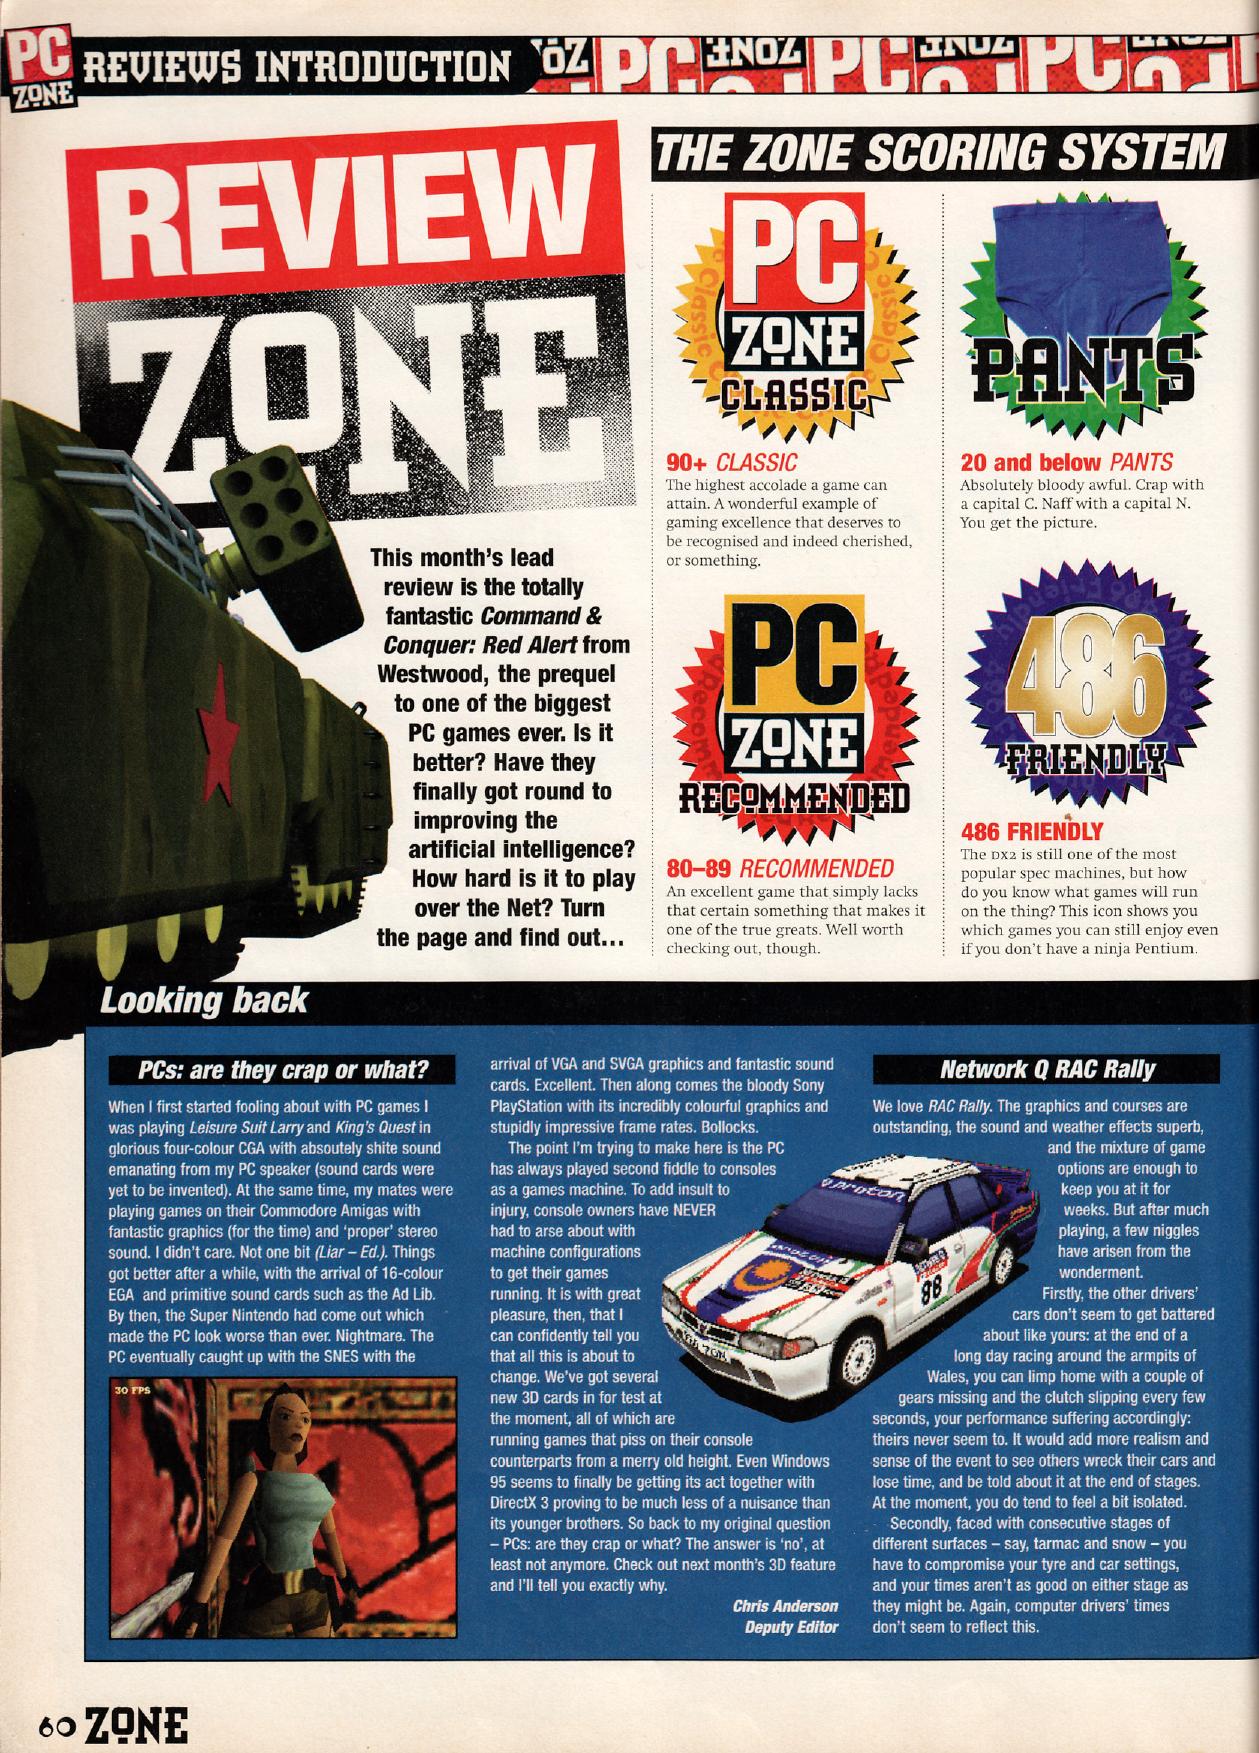 PC
ZONE
REVIEWS INTRODUCTION
REVIEW
ZONE
This month's lead
review is the totally
fantastic Command &
Conquer: Red Alert from
Westwood, the prequel
to one of the biggest
PC games ever. Is it
better? Have they
finally got round to
improving the
artificial intelligence?
How hard is it to play
over the Net? Turn
the page and find out...
THE ZONE SCORING SYSTEM
PC
ZONE
CLASSIC
90+ CLASSIC
The highest accolade a game can
attain. A wonderful example of
gaming excellence that deserves to
be recognised and indeed cherished,
or something.
PC
ZONE
RECOMMENDED
80–89 RECOMMENDED
An excellent game that simply lacks
that certain something that makes it
one of the true greats. Well worth
checking out, though.
PANTS
20 and below PANTS
Absolutely bloody awful. Crap with
a capital C. Naff with a capital N.
You get the picture.
486
FRIENDLY
486 FRIENDLY
The DX2 is still one of the most
popular spec machines, but how
do you know what games will run
on the thing? This icon shows you
which games you can still enjoy even
if you don't have a ninja Pentium.
Looking back
PCs: are they crap or what?
When I first started fooling about with PC games I
was playing Leisure Suit Larry and King's Quest in
glorious four-colour CGA with absoutely shite sound
emanating from my PC speaker (sound cards were
yet to be invented). At the same time, my mates were
playing games on their Commodore Amigas with
fantastic graphics (for the time) and 'proper' stereo
sound. I didn't care. Not one bit (Liar – Ed.). Things
got better after a while, with the arrival of 16-colour
EGA and primitive sound cards such as the Ad Lib.
By then, the Super Nintendo had come out which
made the PC look worse than ever. Nightmare. The
PC eventually caught up with the SNES with the
30 FPS
arrival of VGA and SVGA graphics and fantastic sound
cards. Excellent. Then along comes the bloody Sony
PlayStation with its incredibly colourful graphics and
stupidly impressive frame rates. Bollocks.
The point I'm trying to make here is the PC
has always played second fiddle to consoles
as a games machine. To add insult to
injury, console owners have NEVER
had to arse about with
machine configurations
to get their games
running. It is with great
pleasure, then, that I
can confidently tell you
that all this is about to
change. We've got several
new 3D cards in for test at
the moment, all of which are
running games that piss on their console
counterparts from a merry old height. Even Windows
95 seems to finally be getting its act together with
DirectX 3 proving to be much less of a nuisance than
its younger brothers. So back to my original question
– PCs: are they crap or what? The answer is 'no', at
least not anymore. Check out next month's 3D feature
and I'll tell you exactly why.
Chris Anderson
Deputy Editor
proton
88
Network Q RAC Rally
We love RAC Rally. The graphics and courses are
outstanding, the sound and weather effects superb,
and the mixture of game
options are enough to
keep you at it for
weeks. But after much
playing, a few niggles
have arisen from the
wonderment.
Firstly, the other drivers'
cars don't seem to get battered
about like yours: at the end of a
long day racing around the armpits of
Wales, you can limp home with a couple of
gears missing and the clutch slipping every few
seconds, your performance suffering accordingly:
theirs never seem to. It would add more realism and
sense of the event to see others wreck their cars and
lose time, and be told about it at the end of stages.
At the moment, you do tend to feel a bit isolated.
Secondly, faced with consecutive stages of
different surfaces – say, tarmac and snow – you
have to compromise your tyre and car settings,
and your times aren't as good on either stage as
they might be. Again, computer drivers' times
don't seem to reflect this.
60 ZONE